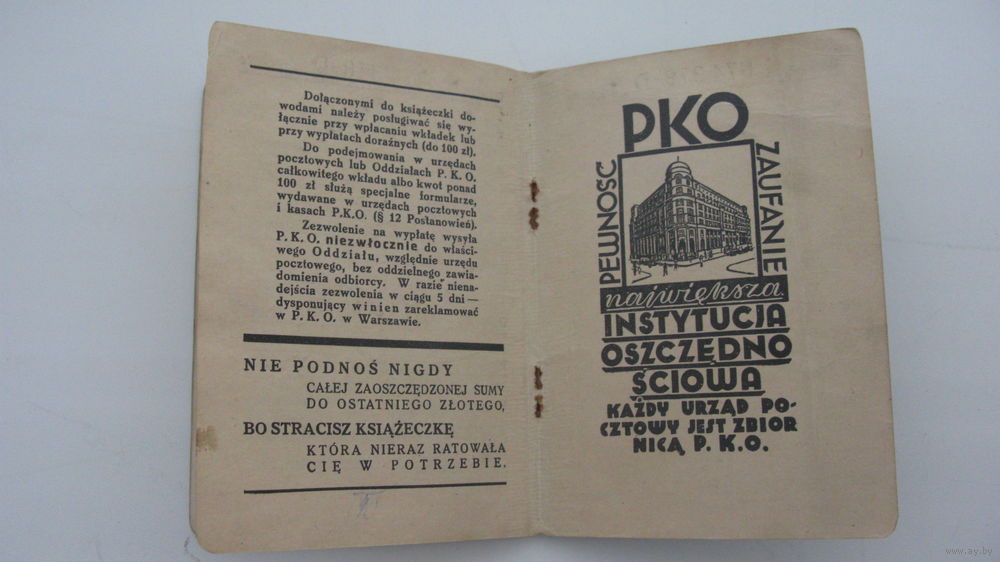 Dołączonymi do książeczki do-
wodami należy posługiwać się wy-
łącznie przy wpłacaniu wkładek lub
przy wypłatach doraźnych (do 100 zł).
Do podejmowania w urzędach
pocztowych lub Oddziałach P. K. O.
całkowitego wkładu albo kwot ponad
100 zł służą specjalne formularze,
wydawane w urzędach pocztowych
i kasach P.K.O. (§ 12 Postanowień).
Zezwolenie na wypłatę wysyła
P. K. O. niezwłocznie do właści-
wego Oddziału, względnie urzędu
pocztowego, bez oddzielnego zawia-
domienia odbiorcy. W razie niena-
dejścia zezwolenia w ciągu 5 dni —
dysponujący winien zareklamować
w P. K. O. w Warszawie.
NIE PODNOŚ NIGDY
CAŁEJ ZAOSZCZĘDZONEJ SUMY
DO OSTATNIEGO ZŁOTEGO,
BO STRACISZ KSIĄŻECZKĘ
KTÓRA NIERAZ RATOWAŁA
CIĘ W POTRZEBIE.
PKO
PEWNOŚĆ
ZAUFANIE
największa
INSTYTUCJA
OSZCZĘDNO
ŚCIOWA
KAŻDY URZĄD PO-
CZTOWY JEST ZBIOR
NICĄ P. K. O.
www.ay.by